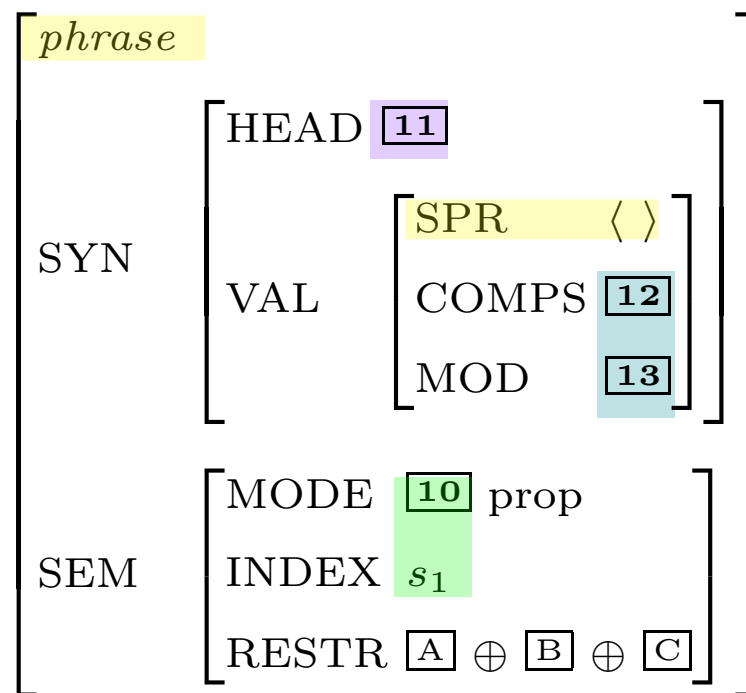 phrase
HEAD 11
SPR ⟨ ⟩
SYN
VAL COMPS 12
MOD 13
MODE 10 prop
SEM INDEX s₁
RESTR A ⊕ B ⊕ C